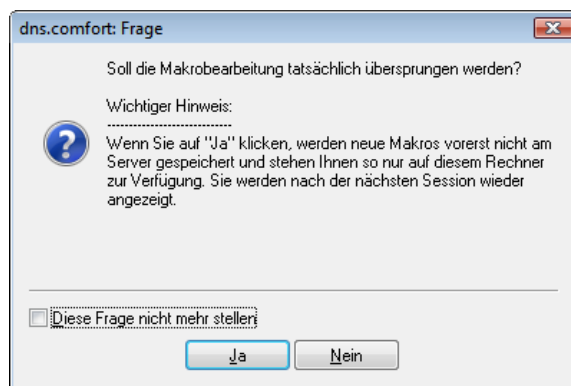 dns.comfort: Frage
Soll die Makrobearbeitung tatsächlich übersprungen werden?
Wichtiger Hinweis:
----------------------------
Wenn Sie auf "Ja" klicken, werden neue Makros vorerst nicht am
Server gespeichert und stehen Ihnen so nur auf diesem Rechner
zur Verfügung. Sie werden nach der nächsten Session wieder
angezeigt.
Diese Frage nicht mehr stellen
Ja
Nein